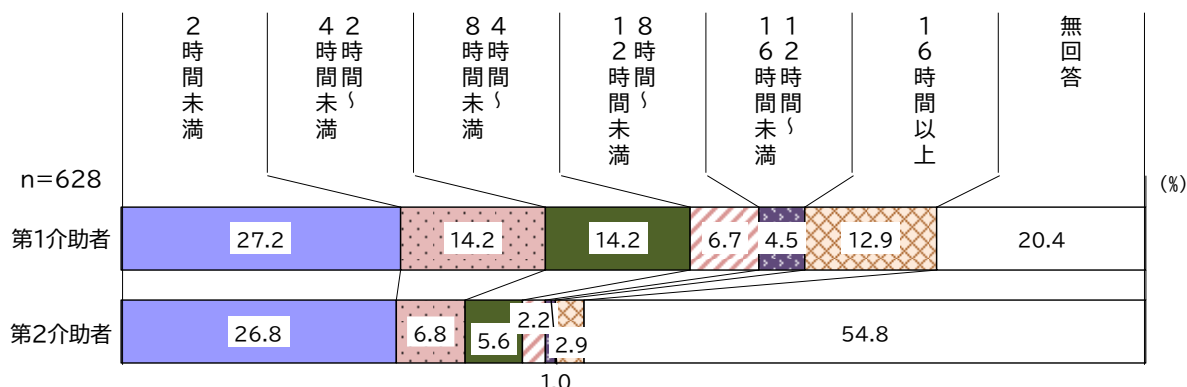 2時間未満
2時間～
4時間未満
4時間～
8時間未満
8時間～
12時間未満
12時間～
16時間未満
16時間以上
無回答
n=628
(%)
第1介助者
27.2
14.2
14.2
6.7
4.5
12.9
20.4
第2介助者
26.8
6.8
5.6
2.2
1.0
2.9
54.8